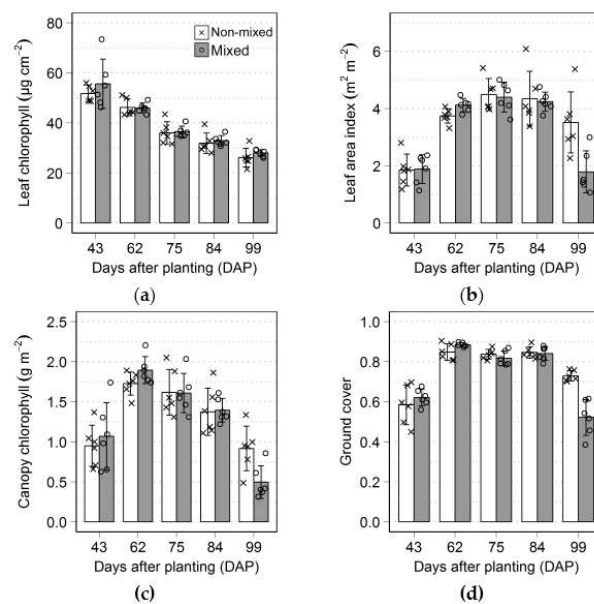 80
60
40
20
0
Leaf chlorophyll (µg cm−2)
× Non-mixed
Mixed
43 62 75 84 99
Days after planting (DAP)
(a)
6
4
2
0
Leaf area index (m2 m−2)
43 62 75 84 99
Days after planting (DAP)
(b)
2.5
2.0
1.5
1.0
0.5
0.0
Canopy chlorophyll (g m−2)
43 62 75 84 99
Days after planting (DAP)
(c)
1.0
0.8
0.6
0.4
0.2
0.0
Ground cover
43 62 75 84 99
Days after planting (DAP)
(d)